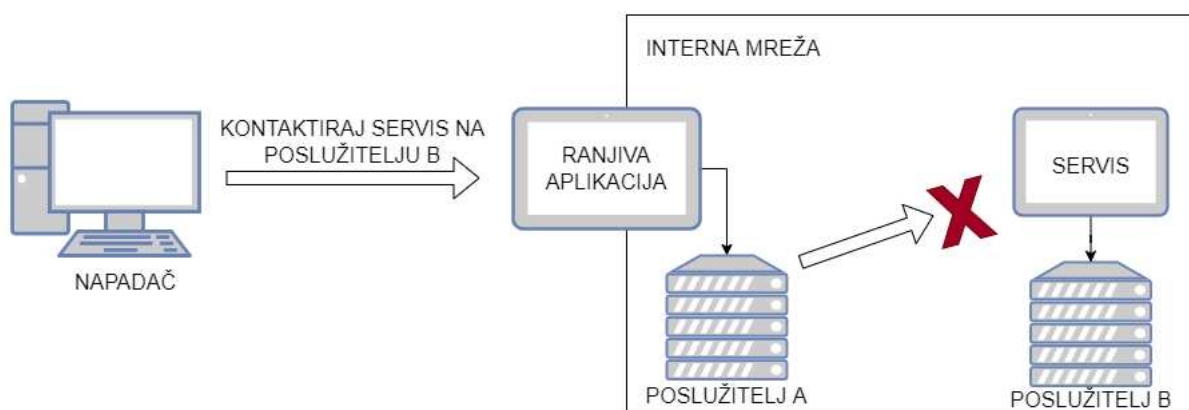 INTERNA MREŽA
KONTAKTIRAJ SERVIS NA
POSLUŽITELJU B
RANJIVA
APLIKACIJA
SERVIS
NAPADAČ
POSLUŽITELJ A
POSLUŽITELJ B